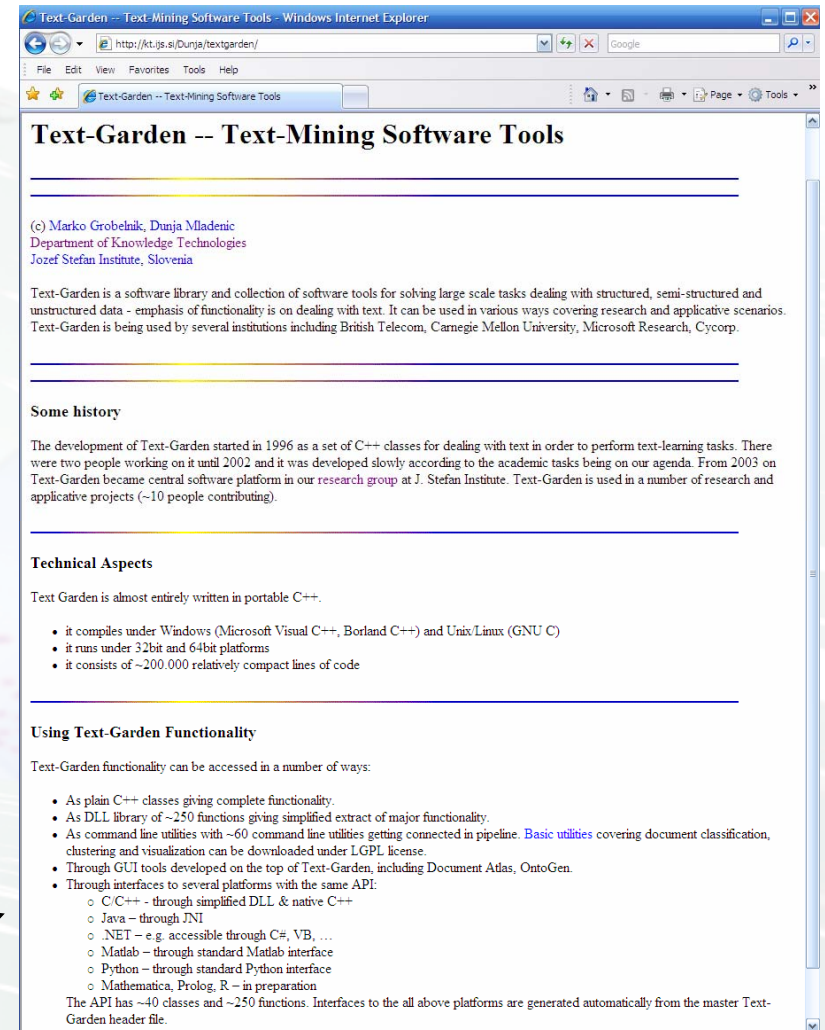 Text-Garden -- Text-Mining Software Tools - Windows Internet Explorer
http://kt.ijs.si/Dunja/textgarden/
Google
File Edit View Favorites Tools Help
Text-Garden -- Text-Mining Software Tools
Page Tools
Text-Garden -- Text-Mining Software Tools
(c) Marko Grobelnik, Dunja Mladenic
Department of Knowledge Technologies
Jozef Stefan Institute, Slovenia
Text-Garden is a software library and collection of software tools for solving large scale tasks dealing with structured, semi-structured and
unstructured data - emphasis of functionality is on dealing with text. It can be used in various ways covering research and applicative scenarios.
Text-Garden is being used by several institutions including British Telecom, Carnegie Mellon University, Microsoft Research, Cycorp.
Some history
The development of Text-Garden started in 1996 as a set of C++ classes for dealing with text in order to perform text-learning tasks. There
were two people working on it until 2002 and it was developed slowly according to the academic tasks being on our agenda. From 2003 on
Text-Garden became central software platform in our research group at J. Stefan Institute. Text-Garden is used in a number of research and
applicative projects (~10 people contributing).
Technical Aspects
Text Garden is almost entirely written in portable C++.
• it compiles under Windows (Microsoft Visual C++, Borland C++) and Unix/Linux (GNU C)
• it runs under 32bit and 64bit platforms
• it consists of ~200.000 relatively compact lines of code
Using Text-Garden Functionality
Text-Garden functionality can be accessed in a number of ways:
• As plain C++ classes giving complete functionality.
• As DLL library of ~250 functions giving simplified extract of major functionality.
• As command line utilities with ~60 command line utilities getting connected in pipeline. Basic utilities covering document classification,
clustering and visualization can be downloaded under LGPL license.
• Through GUI tools developed on the top of Text-Garden, including Document Atlas, OntoGen.
• Through interfaces to several platforms with the same API:
○ C/C++ - through simplified DLL & native C++
○ Java – through JNI
○ .NET – e.g. accessible through C#, VB, …
○ Matlab – through standard Matlab interface
○ Python – through standard Python interface
○ Mathematica, Prolog, R – in preparation
The API has ~40 classes and ~250 functions. Interfaces to the all above platforms are generated automatically from the master Text-
Garden header file.